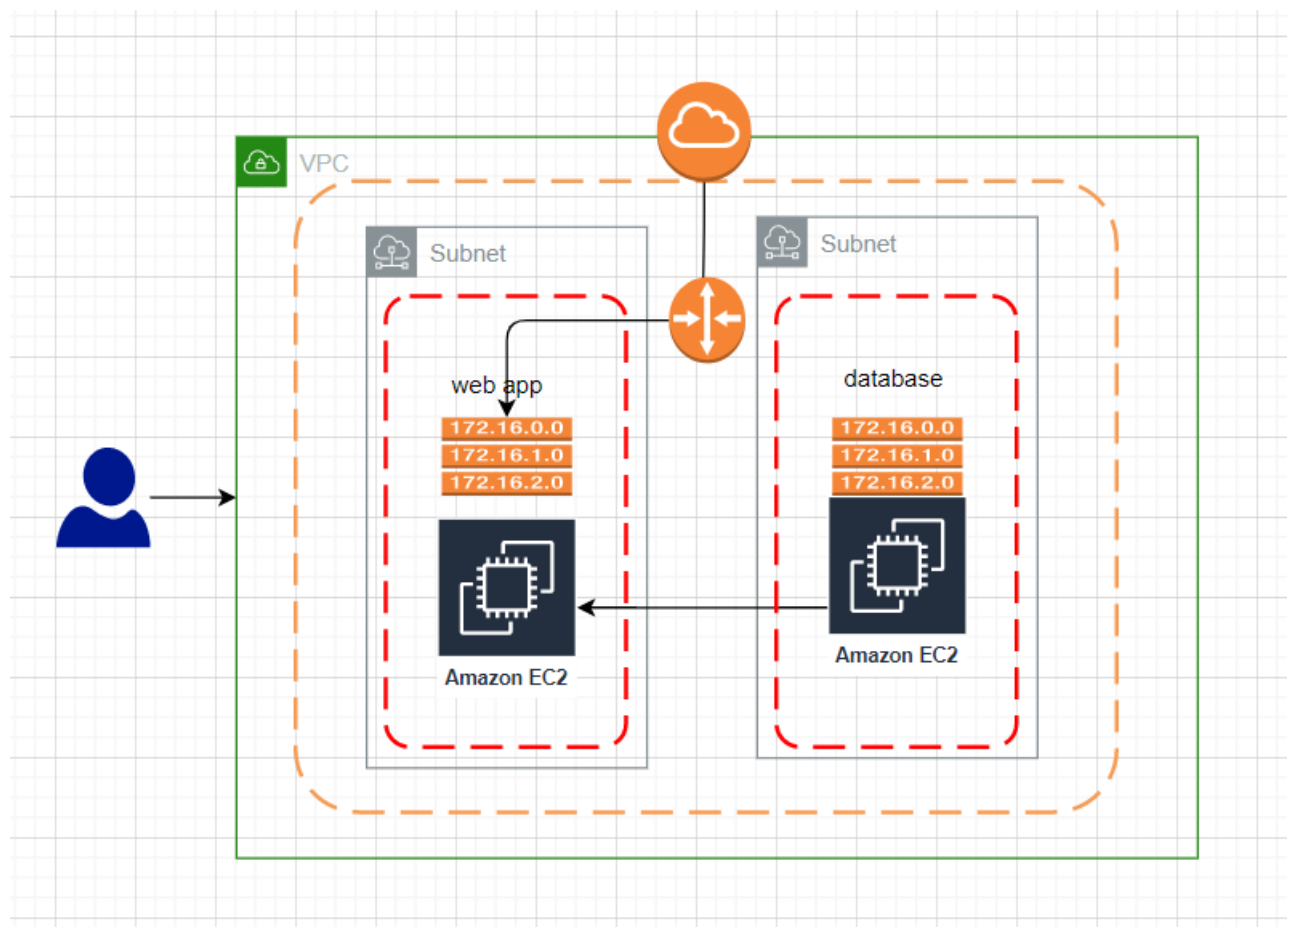 VPC
Subnet
web app
172.16.0.0
172.16.1.0
172.16.2.0
Amazon EC2
Subnet
database
172.16.0.0
172.16.1.0
172.16.2.0
Amazon EC2